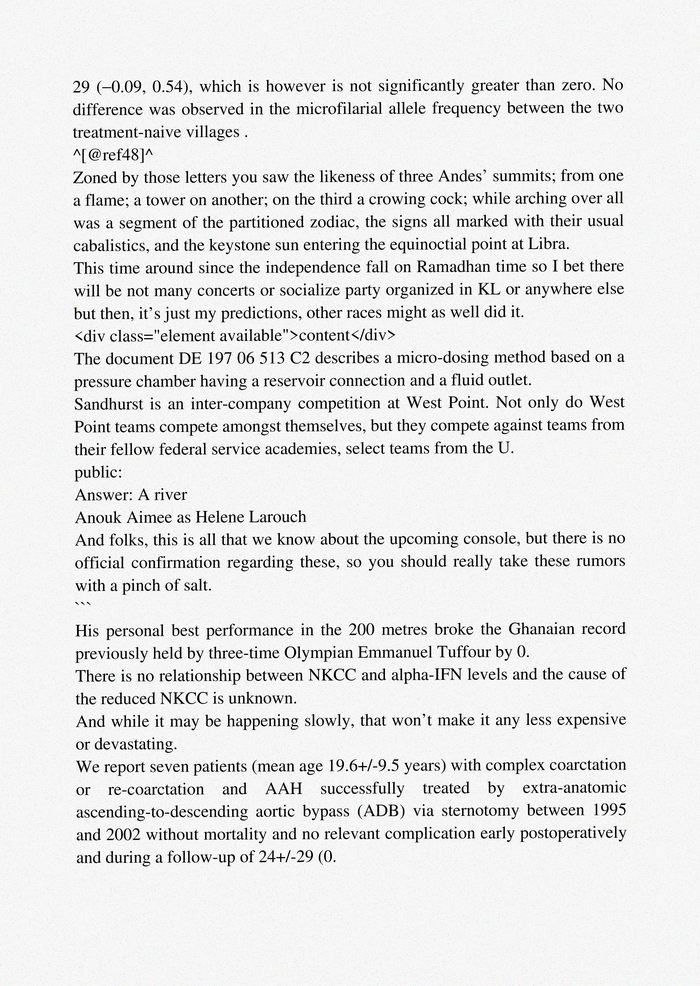 29 (−0.09, 0.54), which is however is not significantly greater than zero. No
difference was observed in the microfilarial allele frequency between the two
treatment-naive villages .
^[@ref48]^
Zoned by those letters you saw the likeness of three Andes’ summits; from one
a flame; a tower on another; on the third a crowing cock; while arching over all
was a segment of the partitioned zodiac, the signs all marked with their usual
cabalistics, and the keystone sun entering the equinoctial point at Libra.
This time around since the independence fall on Ramadhan time so I bet there
will be not many concerts or socialize party organized in KL or anywhere else
but then, it’s just my predictions, other races might as well did it.
<div class="element available">content</div>
The document DE 197 06 513 C2 describes a micro-dosing method based on a
pressure chamber having a reservoir connection and a fluid outlet.
Sandhurst is an inter-company competition at West Point. Not only do West
Point teams compete amongst themselves, but they compete against teams from
their fellow federal service academies, select teams from the U.
public:
Answer: A river
Anouk Aimee as Helene Larouch
And folks, this is all that we know about the upcoming console, but there is no
official confirmation regarding these, so you should really take these rumors
with a pinch of salt.
```
His personal best performance in the 200 metres broke the Ghanaian record
previously held by three-time Olympian Emmanuel Tuffour by 0.
There is no relationship between NKCC and alpha-IFN levels and the cause of
the reduced NKCC is unknown.
And while it may be happening slowly, that won’t make it any less expensive
or devastating.
We report seven patients (mean age 19.6+/-9.5 years) with complex coarctation
or re-coarctation and AAH successfully treated by extra-anatomic
ascending-to-descending aortic bypass (ADB) via sternotomy between 1995
and 2002 without mortality and no relevant complication early postoperatively
and during a follow-up of 24+/-29 (0.